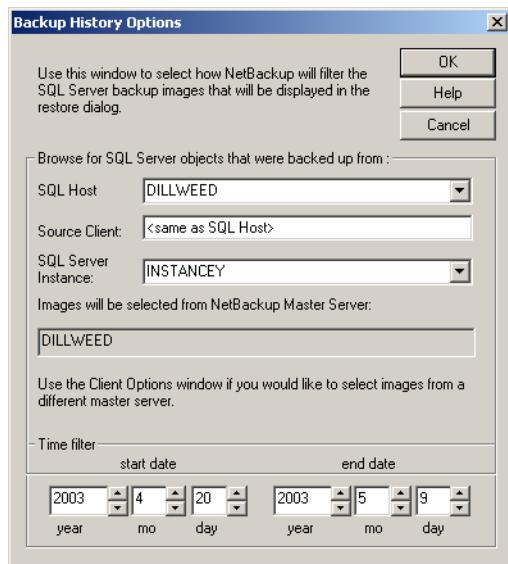 Backup History Options
Use this window to select how NetBackup will filter the
SQL Server backup images that will be displayed in the
restore dialog.
OK
Help
Cancel
Browse for SQL Server objects that were backed up from :
SQL Host
DILLWEED
Source Client:
<same as SQL Host>
SQL Server
Instance:
INSTANCEY
Images will be selected from NetBackup Master Server:
DILLWEED
Use the Client Options window if you would like to select images from a
different master server.
Time filter
start date
end date
2003 4 20 2003 5 9
year mo day year mo day